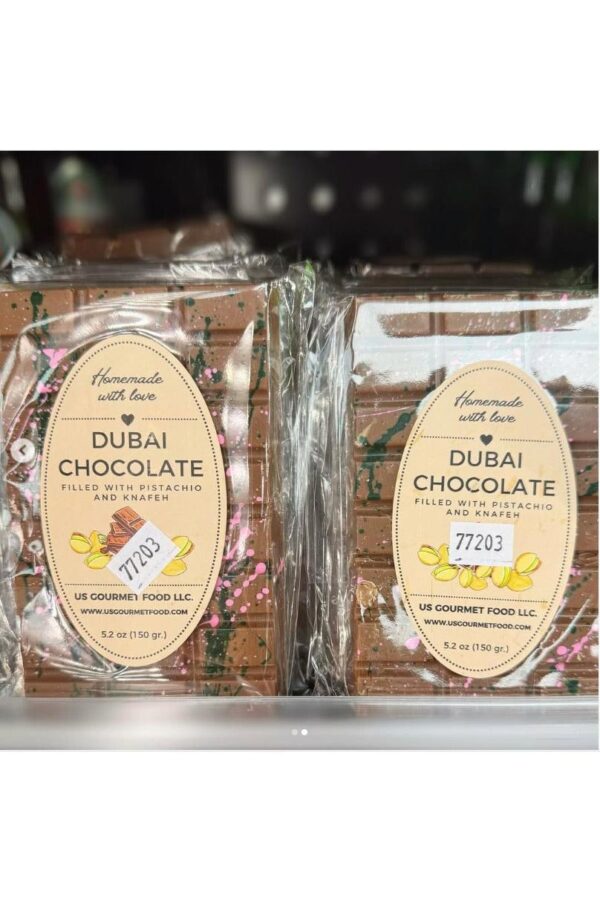 Homemade
with love
DUBAI
CHOCOLATE
FILLED WITH PISTACHIO
AND KNAFEH
77203
US GOURMET FOOD LLC.
WWW.USGOURMETFOOD.COM
5.2 oz (150 gr.)
Homemade
with love
DUBAI
CHOCOLATE
FILLED WITH PISTACHIO
AND KNAFEH
77203
US GOURMET FOOD LLC.
WWW.USGOURMETFOOD.COM
5.2 oz (150 gr.)